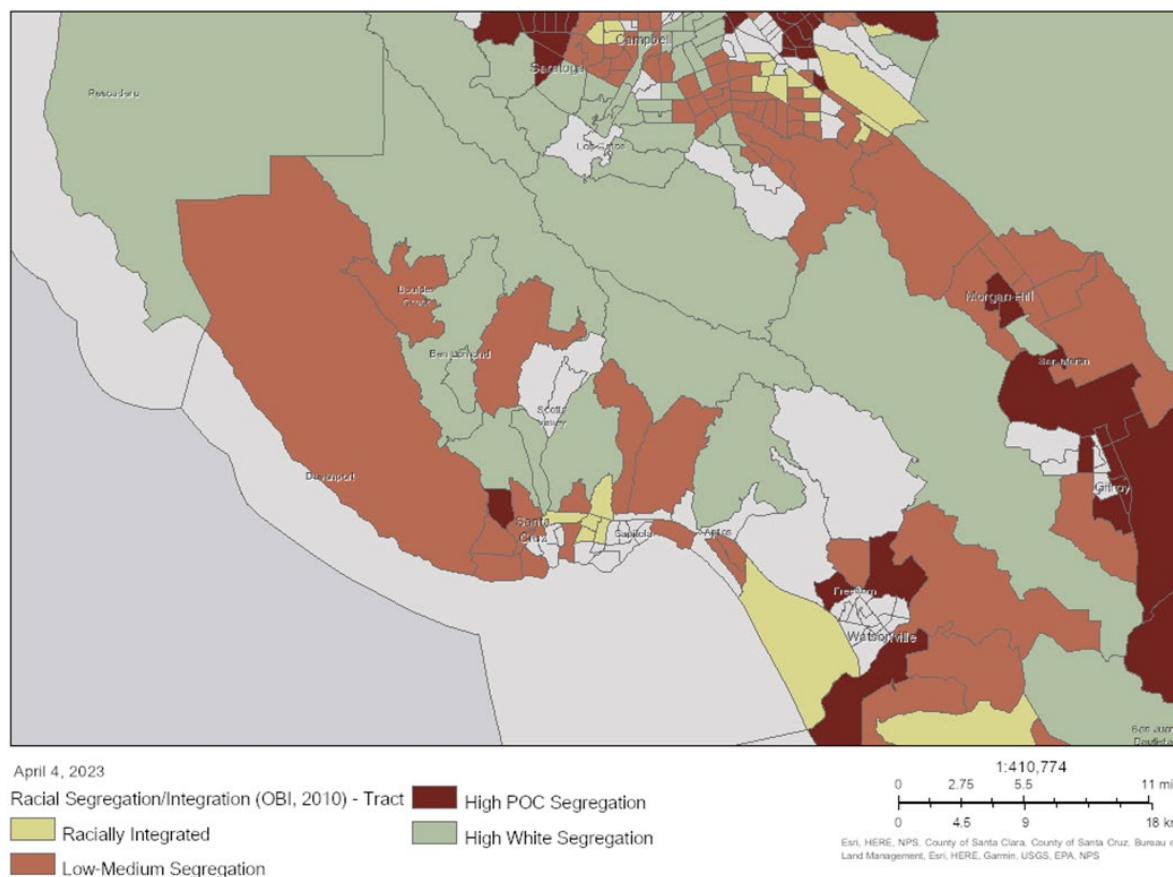 Campbell
Saratoga
Pescadero
Los Gatos
Boulder
Creek
Morgan Hill
Ben Lomond
San Martin
Scotts
Valley
Davenport
Gilroy
Santa
Cruz
Capitola
Aptos
Freedom
Watsonville
San Juan
Bautista
April 4, 2023
Racial Segregation/Integration (OBI, 2010) - Tract
Racially Integrated
Low-Medium Segregation
High POC Segregation
High White Segregation
1:410,774
0 2.75 5.5 11 mi
0 4.5 9 18 km
Esri, HERE, NPS, County of Santa Clara, County of Santa Cruz, Bureau of
Land Management, Esri, HERE, Garmin, USGS, EPA, NPS